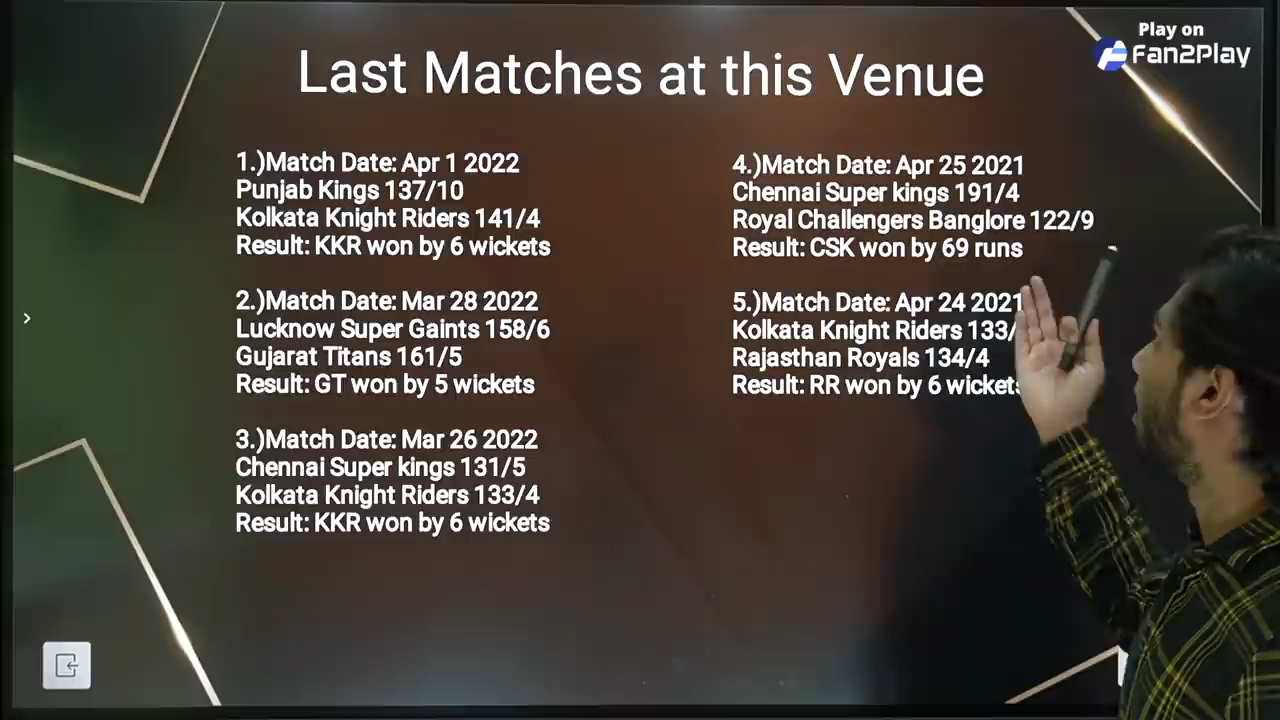 Play on
Fan2Play
Last Matches at this Venue
1.)Match Date: Apr 1 2022
Punjab Kings 137/10
Kolkata Knight Riders 141/4
Result: KKR won by 6 wickets
2.)Match Date: Mar 28 2022
Lucknow Super Gaints 158/6
Gujarat Titans 161/5
Result: GT won by 5 wickets
3.)Match Date: Mar 26 2022
Chennai Super kings 131/5
Kolkata Knight Riders 133/4
Result: KKR won by 6 wickets
4.)Match Date: Apr 25 2021
Chennai Super kings 191/4
Royal Challengers Banglore 122/9
Result: CSK won by 69 runs
5.)Match Date: Apr 24 2021
Kolkata Knight Riders 133/
Rajasthan Royals 134/4
Result: RR won by 6 wickets